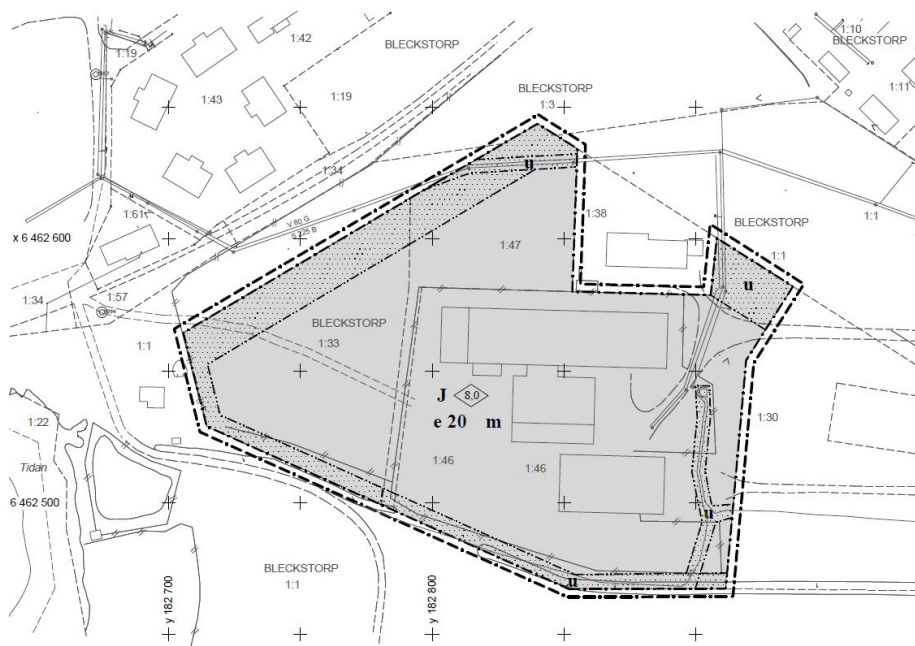 1:42
BLECKSTORP
1:10
BLECKSTORP
1:19
1:43
1:19
BLECKSTORP
1:3
1:11
1:34
u
1:61
V 80 G
S 225 B
1:38
BLECKSTORP
1:1
x 6 462 600
1:47
1:1
1:34
1:57
u
BLECKSTORP
1:33
1:1
J 8,0
e 20 m
1:22
1:30
1:46
1:46
Tidan
6 462 500
u
BLECKSTORP
1:1
u
y 182 700
y 182 800